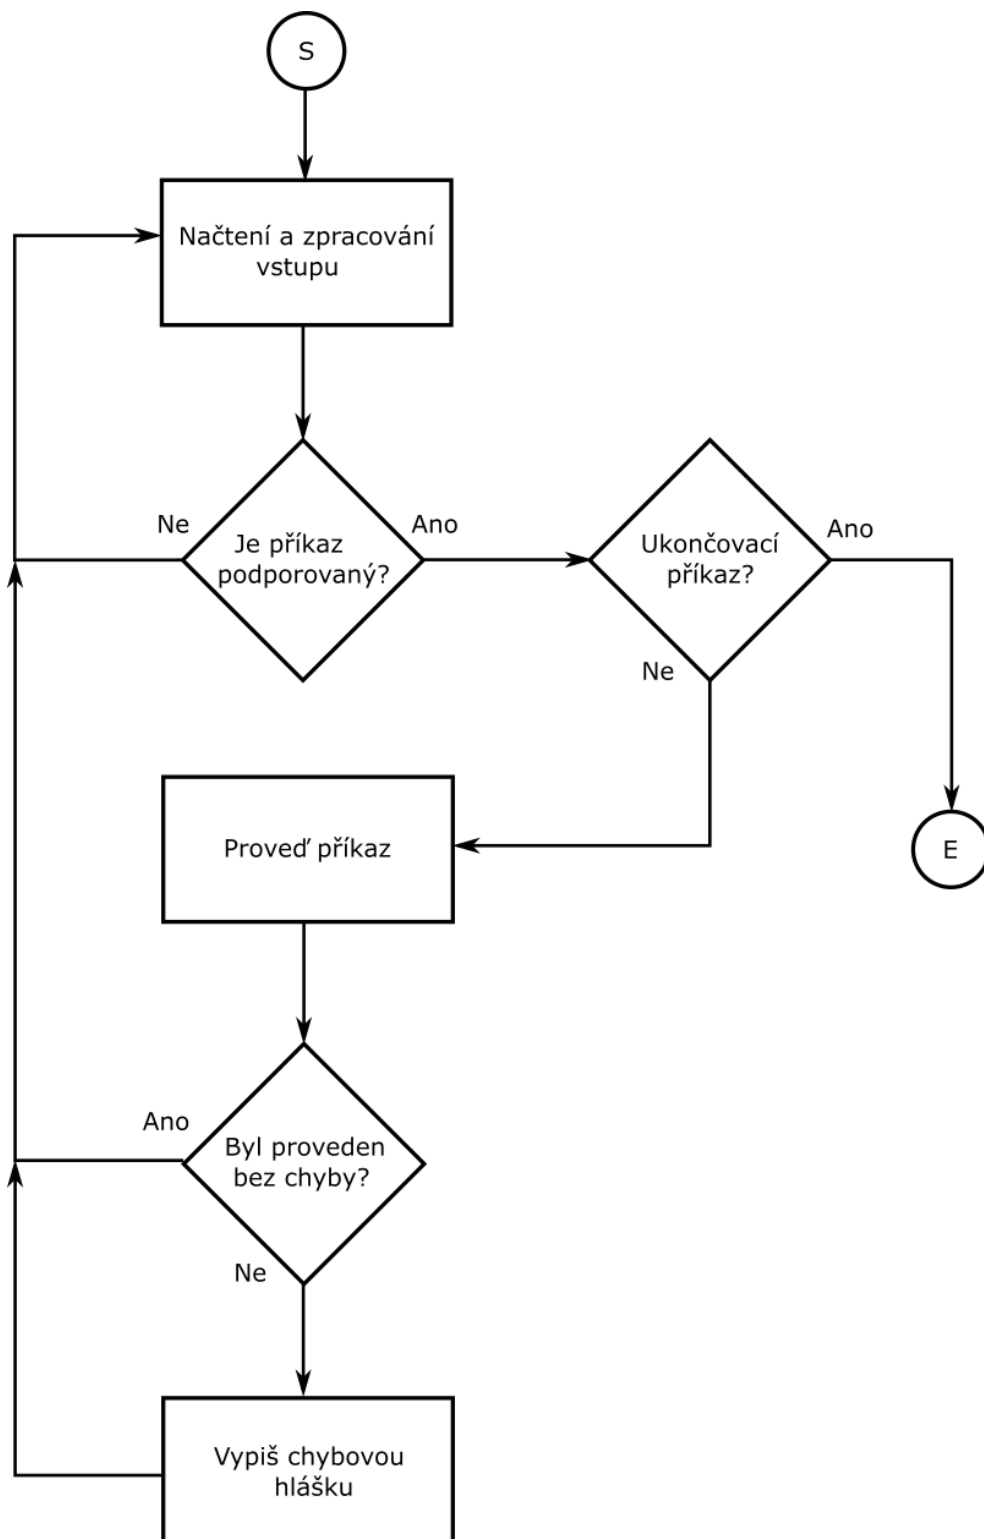 S
Načtení a zpracování
vstupu
Ne
Ano
Je příkaz
podporovaný?
Ukončovací
příkaz?
Ano
Ne
Proveď příkaz
E
Ano
Byl proveden
bez chyby?
Ne
Vypiš chybovou
hlášku